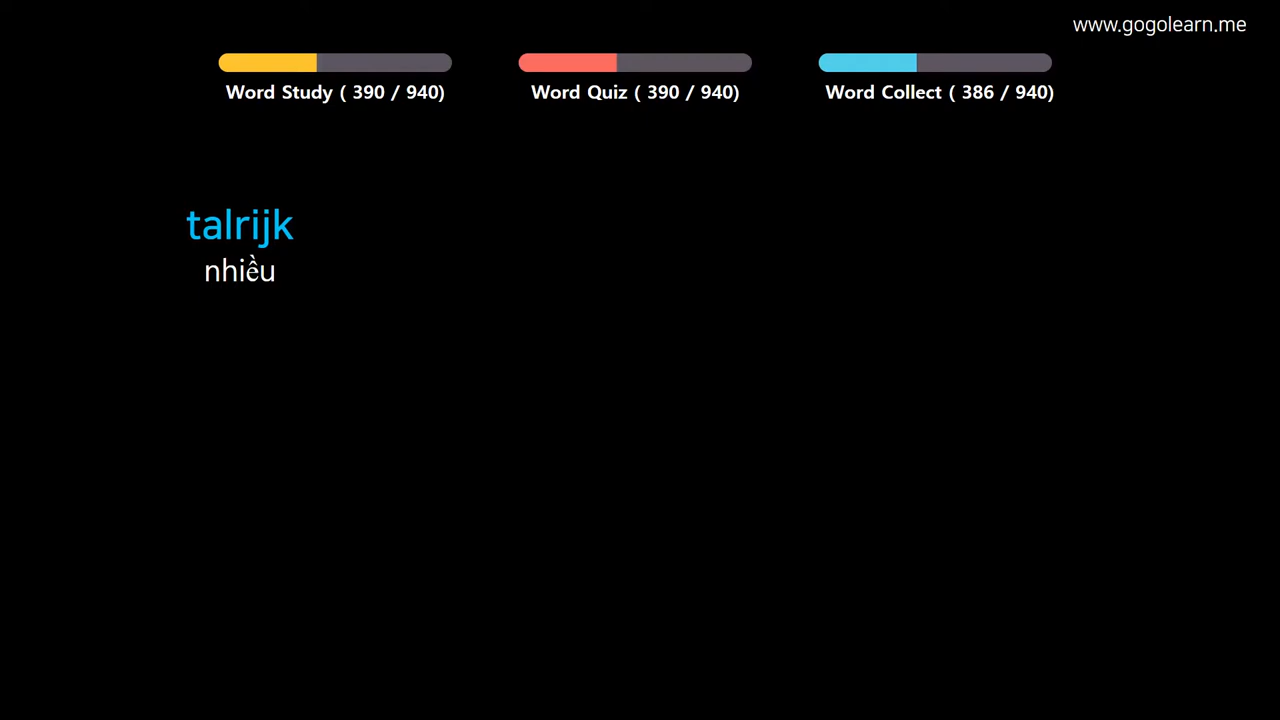 www.gogolearn.me
Word Study ( 390 / 940)
Word Quiz ( 390 / 940)
Word Collect ( 386 / 940)
talrijk
nhiều